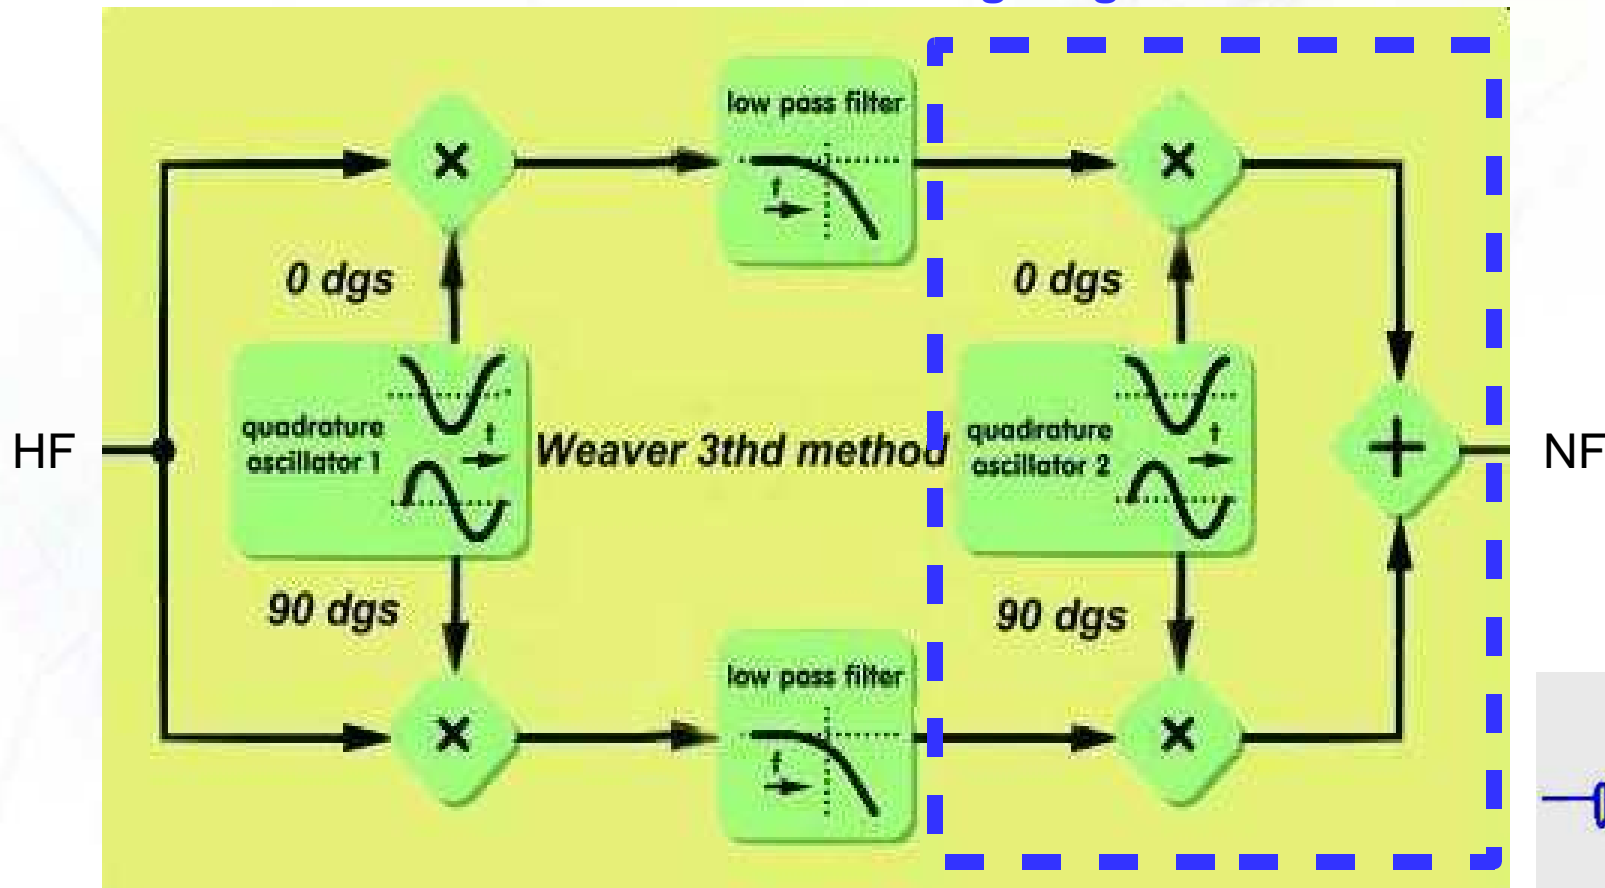 low pass filter
f
×
×
0 dgs
0 dgs
HF
quadrature
oscillator 1
t
Weaver 3thd method
quadrature
oscillator 2
t
+
NF
90 dgs
90 dgs
low pass filter
f
×
×